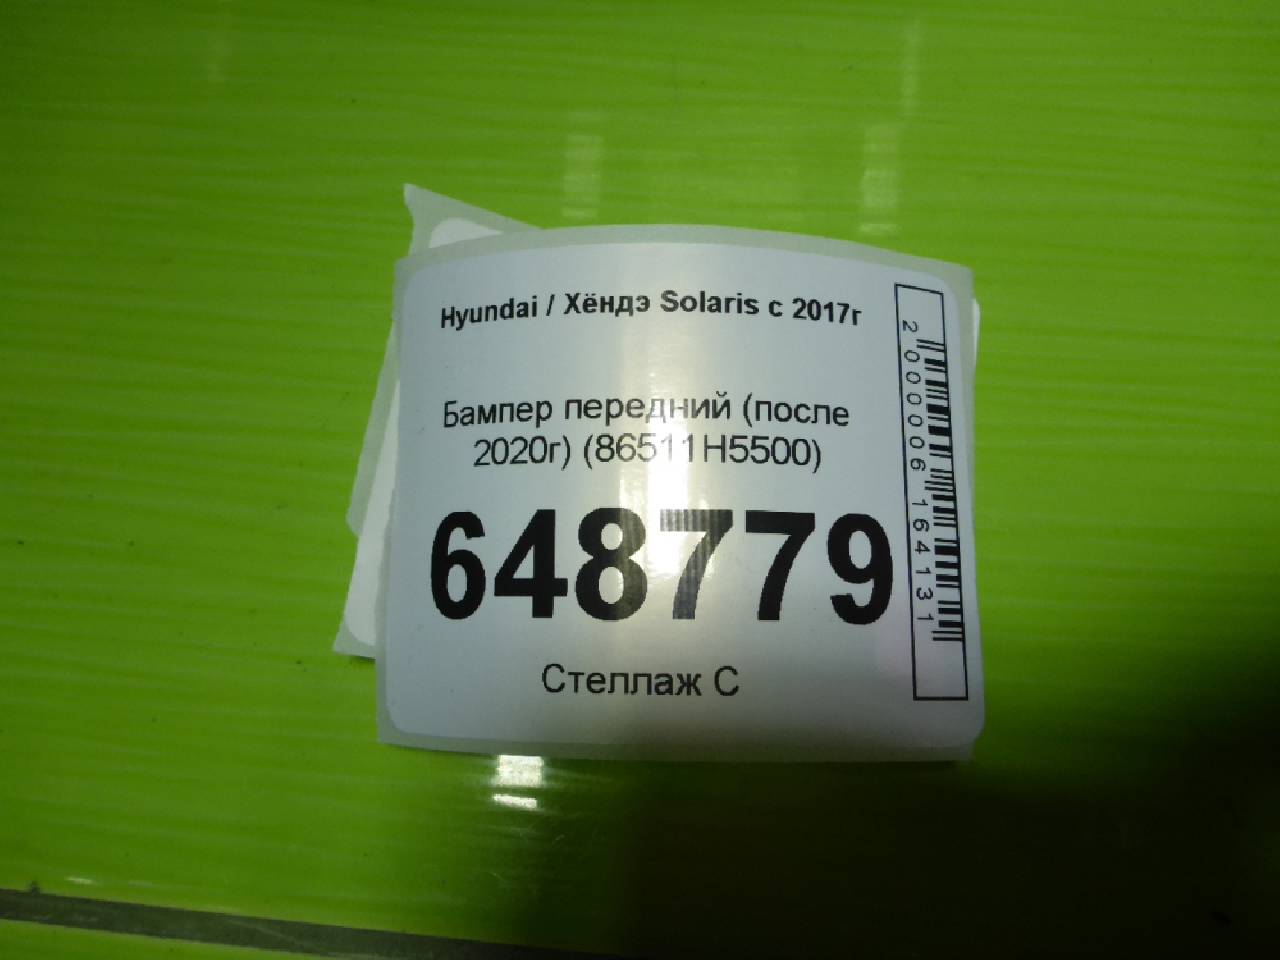 Hyundai / Хёндэ Solaris с 2017г
Бампер передний (после
2020г) (86511H5500)
648779
Стеллаж С
2000006164131